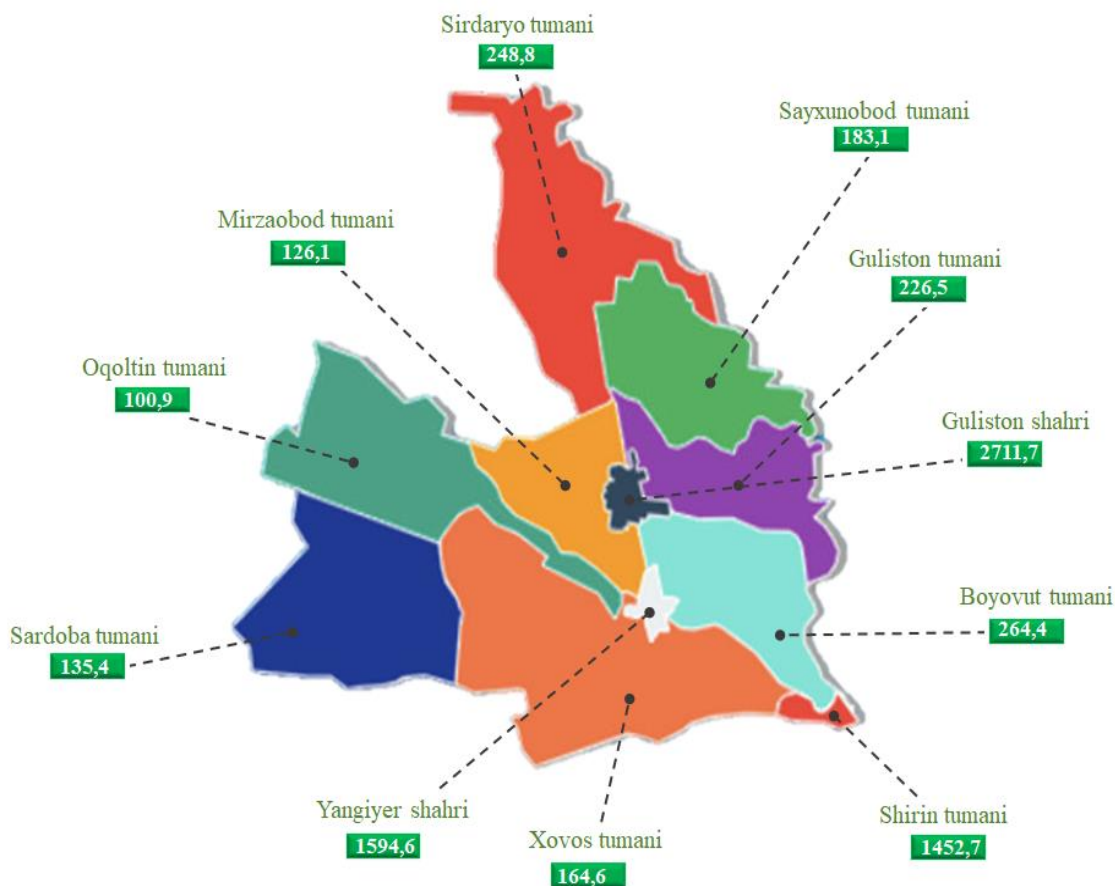 Sirdaryo tumani
248,8
Sayxunobod tumani
183,1
Mirzaobod tumani
126,1
Guliston tumani
226,5
Oqoltin tumani
100,9
Guliston shahri
2711,7
Boyovut tumani
264,4
Sardoba tumani
135,4
Yangiyer shahri
1594,6
Xovos tumani
164,6
Shirin tumani
1452,7